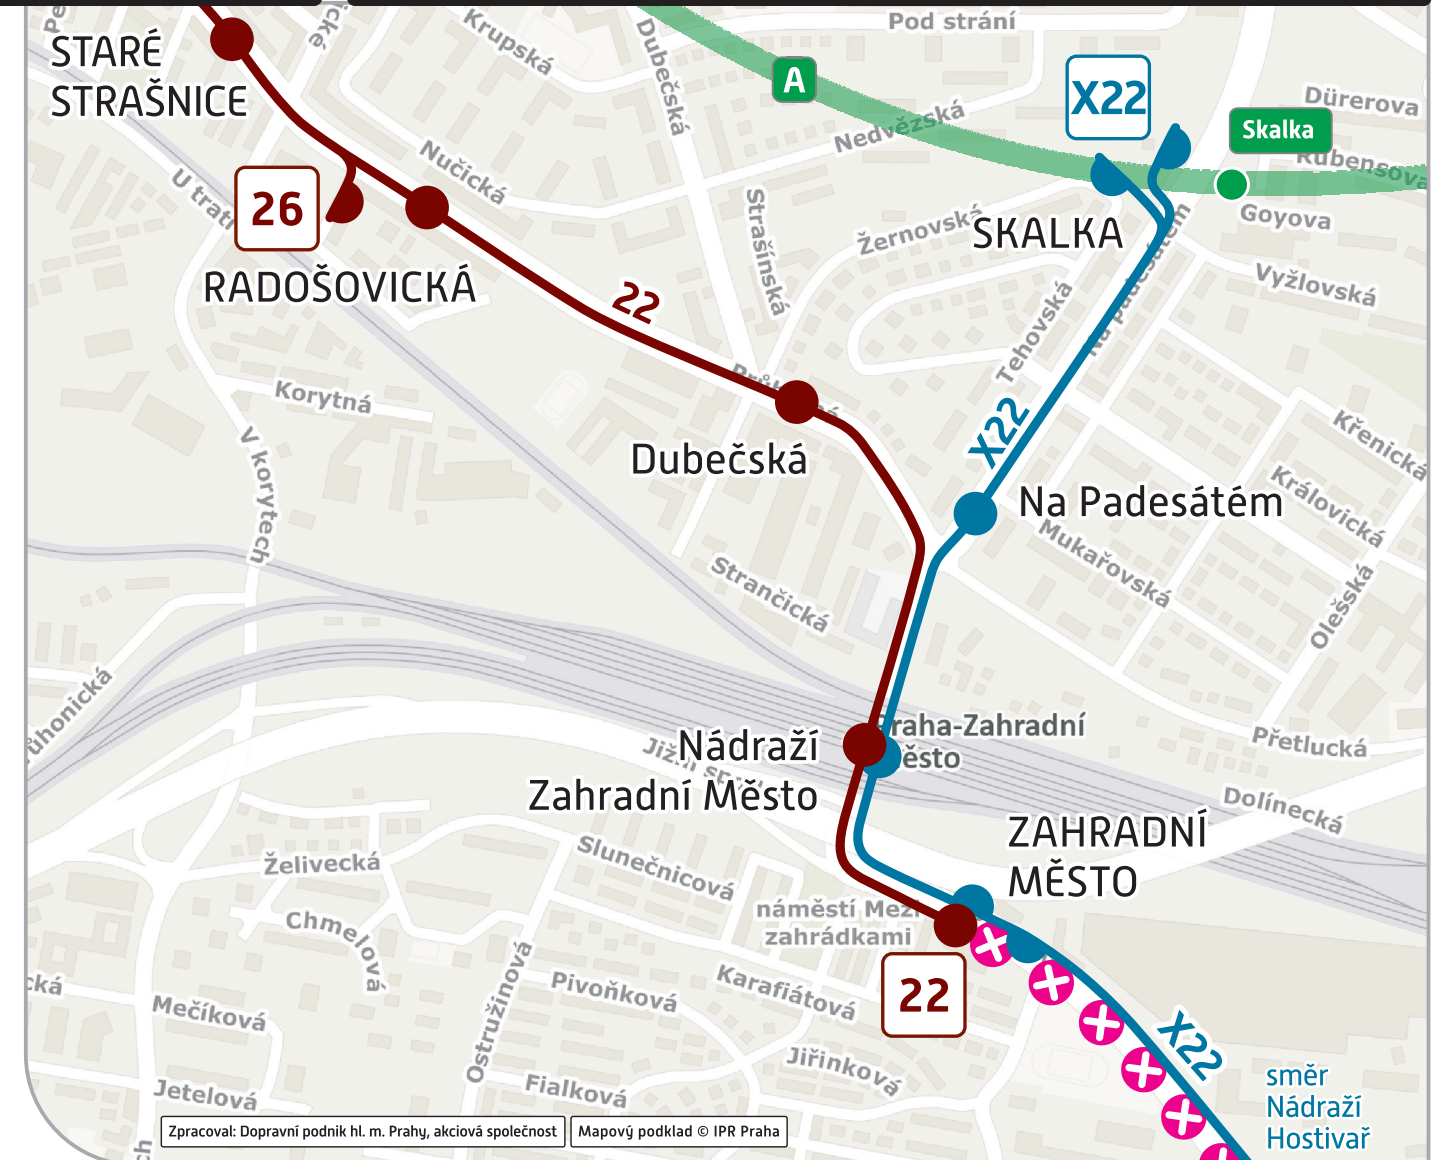 Pod strání
Krupská
Dubečská
STARÉ
STRAŠNICE
A
X22
Dürerova
Skalka
Nedvězská
Rubensova
Nučická
U trati
26
Strašínská
Žernovská
SKALKA
Goyova
RADOŠOVICKÁ
22
Na padesátém
Vyžlovská
Tehovská
Korytná
X22
Křenická
V korytech
Dubečská
Na Padesátém
Královická
Mukařovská
Strančická
Olešská
Nádraží
Zahradní Město
Praha-Zahradní
Město
Přetlucká
Dolínecká
ZAHRADNÍ
MĚSTO
Želivecká
Slunečnicová
náměstí Mezi
zahrádkami
Chmelová
22
Karafiátová
Pivoňková
Mečíková
Ostružinová
X22
Jiřinková
směr
Nádraží
Hostivař
Jetelová
Fialková
Zpracoval: Dopravní podnik hl. m. Prahy, akciová společnost
Mapový podklad © IPR Praha